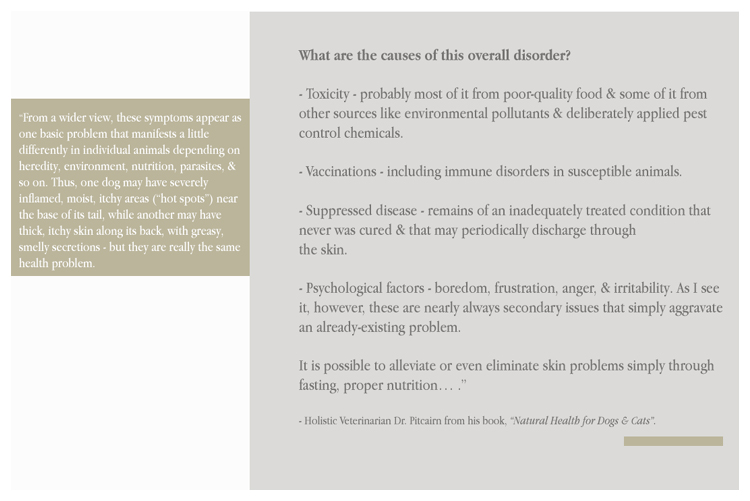 “From a wider view, these symptoms appear as
one basic problem that manifests a little
differently in individual animals depending on
heredity, environment, nutrition, parasites, &
so on. Thus, one dog may have severely
inflamed, moist, itchy areas (“hot spots”) near
the base of its tail, while another may have
thick, itchy skin along its back, with greasy,
smelly secretions - but they are really the same
health problem.
What are the causes of this overall disorder?
- Toxicity - probably most of it from poor-quality food & some of it from
other sources like environmental pollutants & deliberately applied pest
control chemicals.
- Vaccinations - including immune disorders in susceptible animals.
- Suppressed disease - remains of an inadequately treated condition that
never was cured & that may periodically discharge through
the skin.
- Psychological factors - boredom, frustration, anger, & irritability. As I see
it, however, these are nearly always secondary issues that simply aggravate
an already-existing problem.
It is possible to alleviate or even eliminate skin problems simply through
fasting, proper nutrition… .”
- Holistic Veterinarian Dr. Pitcairn from his book, “Natural Health for Dogs & Cats”.